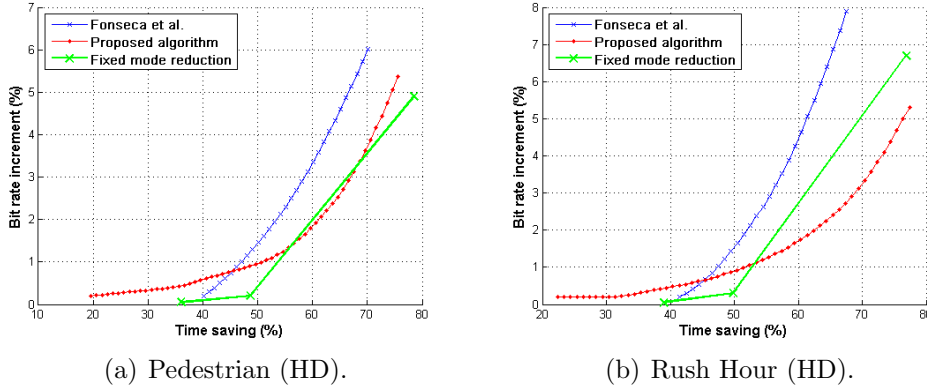 Fonseca et al.
Proposed algorithm
Fixed mode reduction
Bit rate increment (%)
6
5
4
3
2
1
0
10 20 30 40 50 60 70 80
Time saving (%)
(a) Pedestrian (HD).
Fonseca et al.
Proposed algorithm
Fixed mode reduction
Bit rate increment (%)
8
7
6
5
4
3
2
1
0
20 30 40 50 60 70 80
Time saving (%)
(b) Rush Hour (HD).